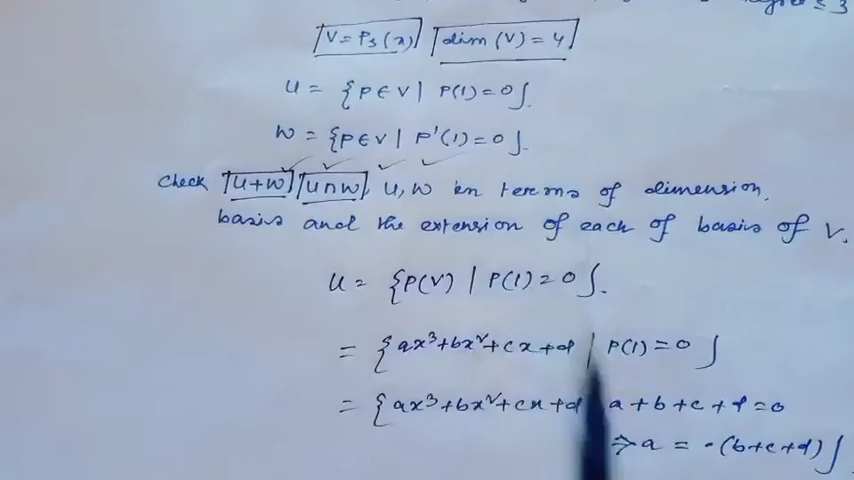 ≤ 3
V = P₃(x) dim (V) = 4
U = {P ∈ V | P(1) = 0}.
W = {P ∈ V | P'(1) = 0}.
Check U+W, U∩W, U, W in terms of dimension,
basis and the extension of each of basis of V.
U = {P(V) | P(1) = 0}.
= {ax³+bx²+cx+d | P(1) = 0}
= {ax³+bx²+cx+d a+b+c+d=0
⇒ a = -(b+c+d)}